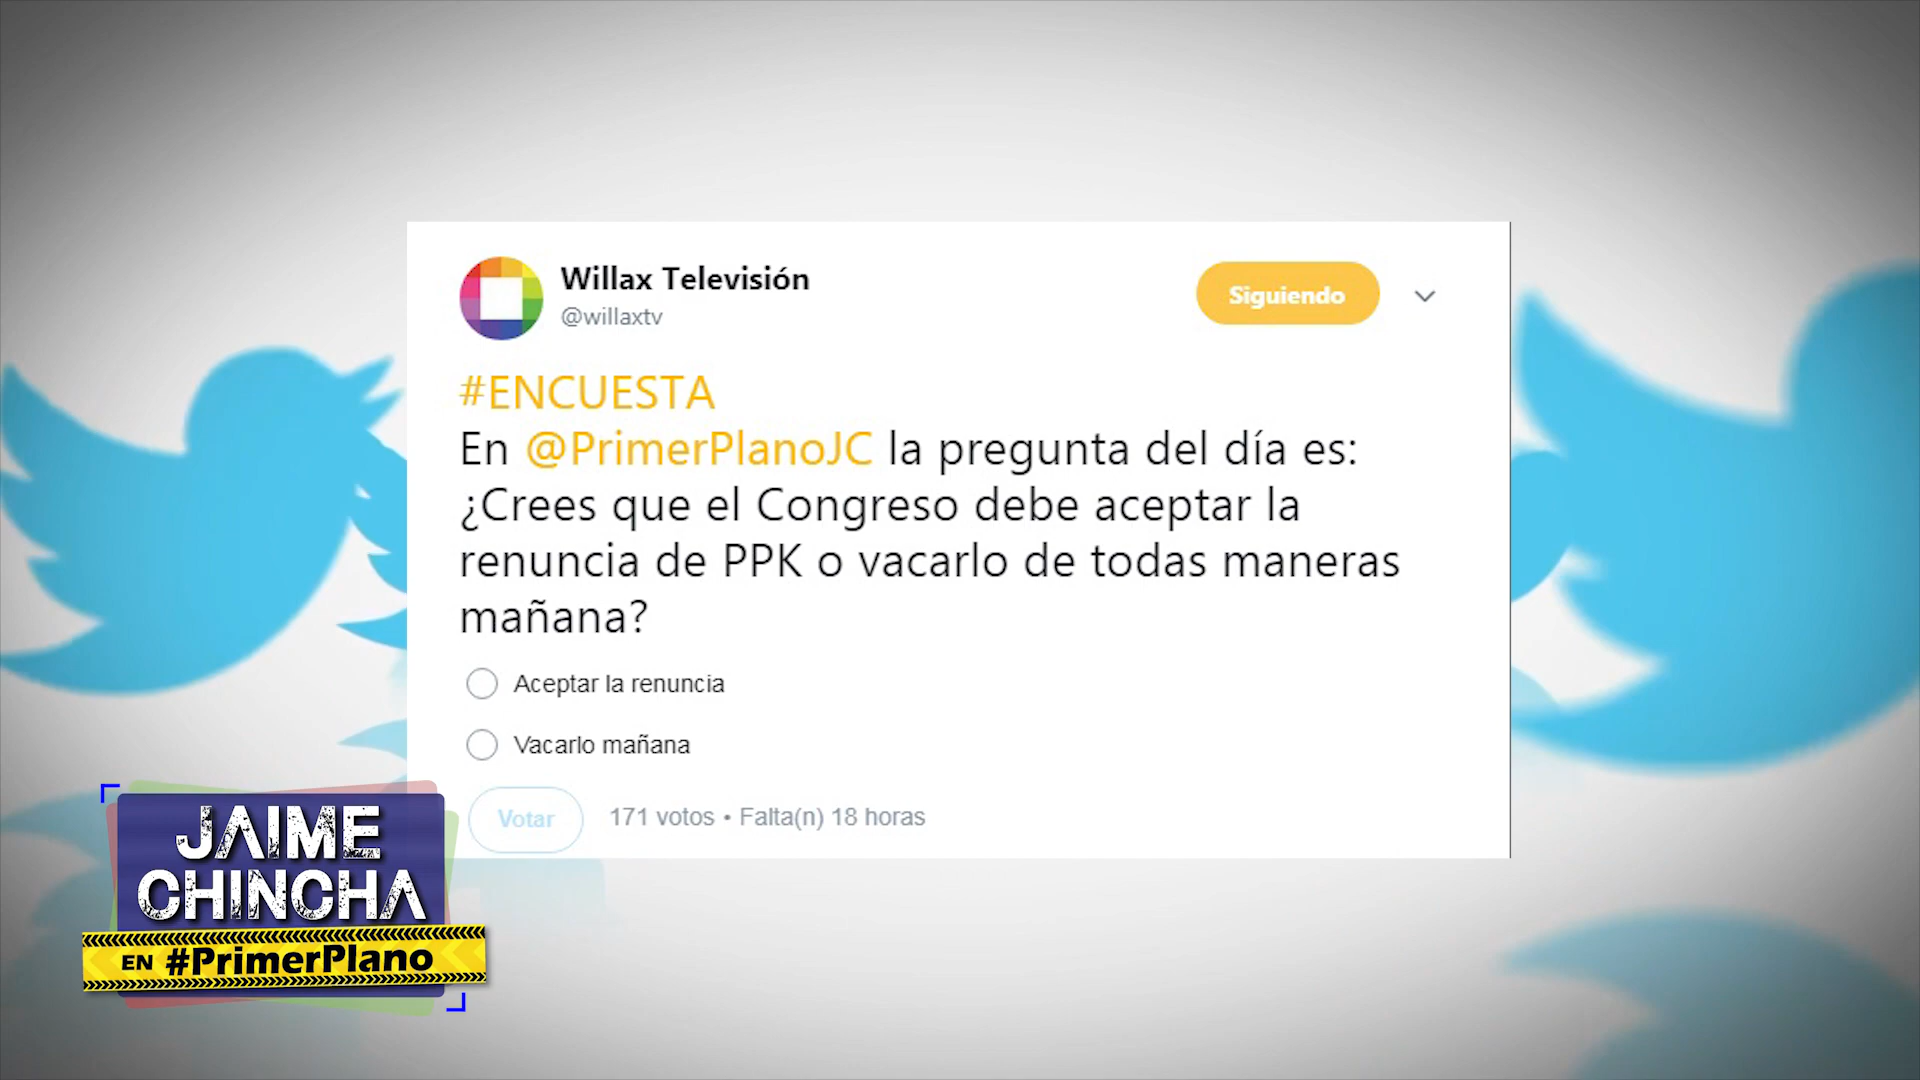 Willax Televisión
@willaxtv
Siguiendo
#ENCUESTA
En @PrimerPlanoJC la pregunta del día es:
¿Crees que el Congreso debe aceptar la
renuncia de PPK o vacarlo de todas maneras
mañana?
Aceptar la renuncia
Vacarlo mañana
Votar
171 votos • Falta(n) 18 horas
JAIME
CHINCHA
EN #PrimerPlano